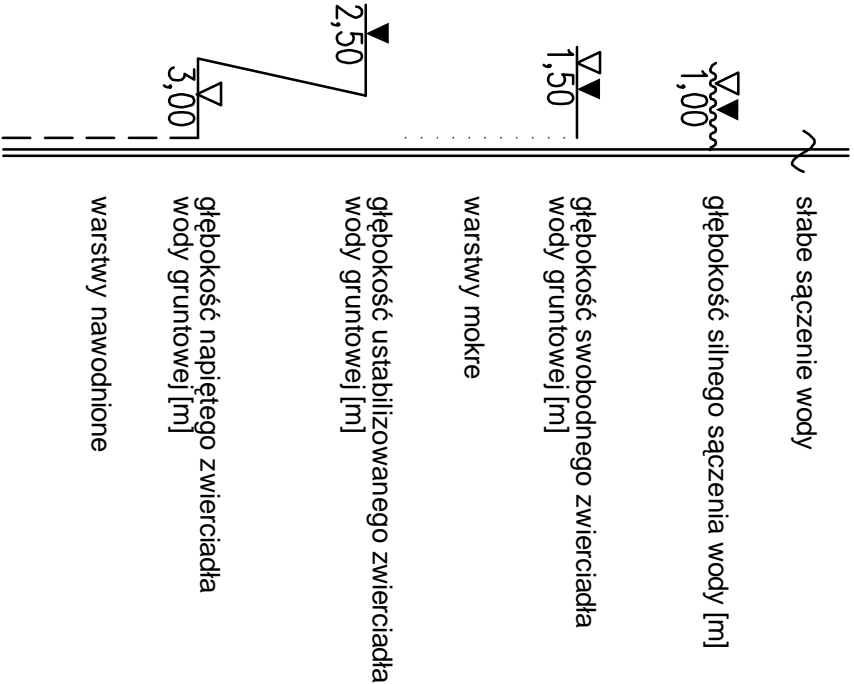 słabe sączenie wody
1,00
głębokość silnego sączenia wody [m]
1,50
głębokość swobodnego zwierciadła
wody gruntowej [m]
warstwy mokre
2,50
głębokość ustabilizowanego zwierciadła
wody gruntowej [m]
3,00
głębokość napiętego zwierciadła
wody gruntowej [m]
warstwy nawodnione